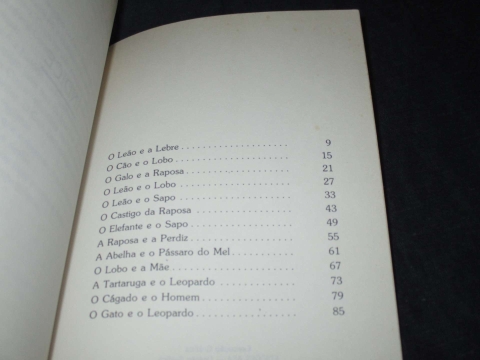 O Leão e a Lebre . . . . . . . . . . . . . . . . . . . 9
O Cão e o Lobo . . . . . . . . . . . . . . . . . . . 15
O Galo e a Raposa . . . . . . . . . . . . . . . . . . 21
O Leão e o Lobo . . . . . . . . . . . . . . . . . . . 27
O Leão e o Sapo . . . . . . . . . . . . . . . . . . . 33
O Castigo da Raposa . . . . . . . . . . . . . . . . . 43
O Elefante e o Sapo . . . . . . . . . . . . . . . . . 49
A Raposa e a Perdiz . . . . . . . . . . . . . . . . . 55
A Abelha e o Pássaro do Mel . . . . . . . . . . . . . 61
O Lobo e a Mãe . . . . . . . . . . . . . . . . . . . 67
A Tartaruga e o Leopardo . . . . . . . . . . . . . . 73
O Cágado e o Homem . . . . . . . . . . . . . . . . . 79
O Gato e o Leopardo . . . . . . . . . . . . . . . . . 85